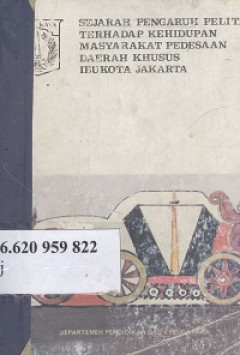 SEJARAH PENGARUH PELITA
TERHADAP KEHIDUPAN
MASYARAKAT PEDESAAN
DAERAH KHUSUS
IBUKOTA JAKARTA
6.620 959 822
j
DEPARTEMEN PENDIDIKAN DAN KEBUDAYAAN